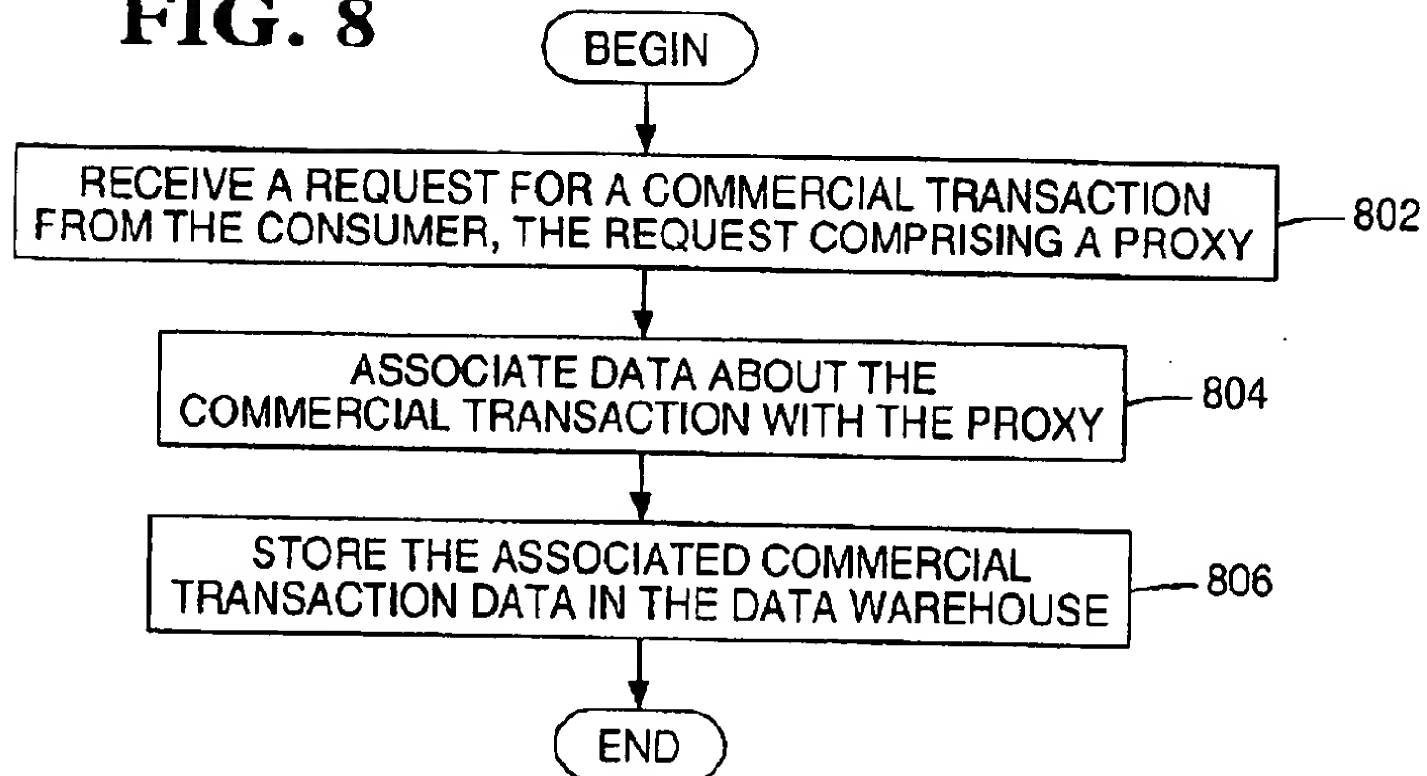 FIG. 8
BEGIN
RECEIVE A REQUEST FOR A COMMERCIAL TRANSACTION
FROM THE CONSUMER, THE REQUEST COMPRISING A PROXY
802
ASSOCIATE DATA ABOUT THE
COMMERCIAL TRANSACTION WITH THE PROXY
804
STORE THE ASSOCIATED COMMERCIAL
TRANSACTION DATA IN THE DATA WAREHOUSE
806
END